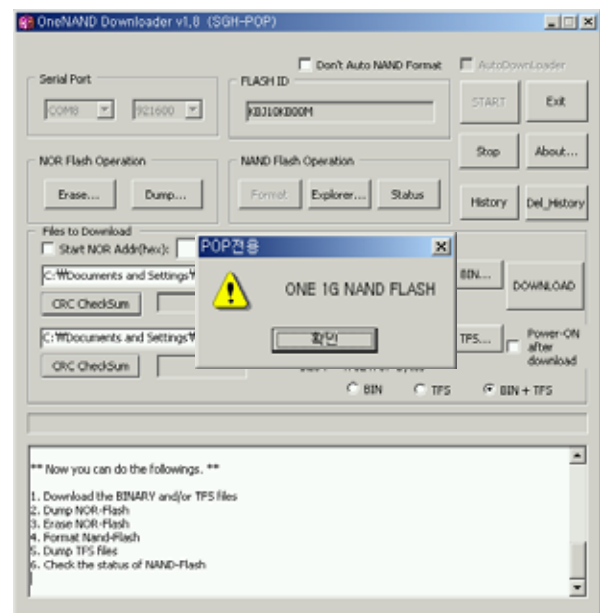 OneNAND Downloader v1,8 (SGH-POP)
Don't Auto NAND Format
AutoDownLoader
Serial Port
COM8
921600
FLASH ID
START
Exit
NOR Flash Operation
Erase...
Dump...
NAND Flash Operation
Format
Explorer...
Status
Stop
About...
History
Del_History
Files to Download
Start NOR Addr(hex):
C:₩Documents and Settings₩
CRC CheckSum
BIN...
DOWNLOAD
C:₩Documents and Settings₩
CRC CheckSum
TFS...
Power-ON
after
download
BIN
TFS
BIN + TFS
POP전용
ONE 1G NAND FLASH
확인
** Now you can do the followings. **
1. Download the BINARY and/or TFS files
2. Dump NOR-Flash
3. Erase NOR-Flash
4. Format Nand-Flash
5. Dump TFS files
6. Check the status of NAND-Flash